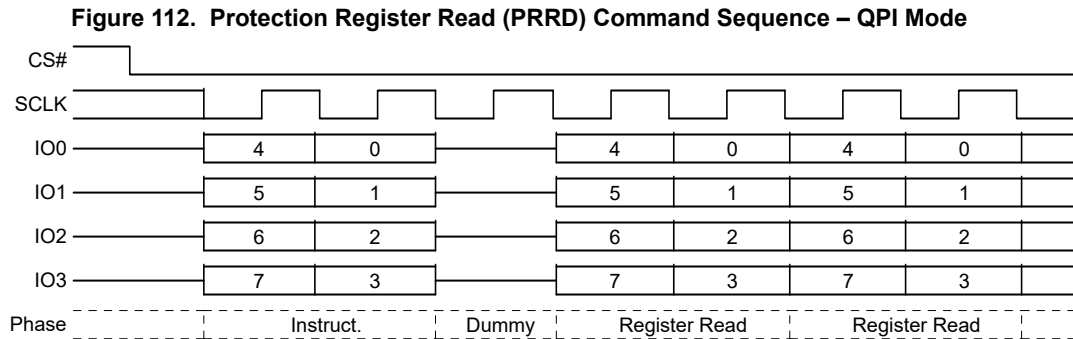 Figure 112. Protection Register Read (PRRD) Command Sequence – QPI Mode
CS#
SCLK
IO0 4 0 4 0 4 0
IO1 5 1 5 1 5 1
IO2 6 2 6 2 6 2
IO3 7 3 7 3 7 3
Phase Instruct. Dummy Register Read Register Read